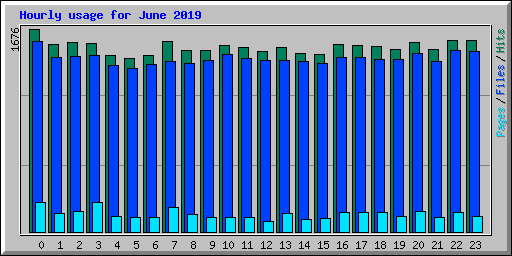 Hourly usage for June 2019
1676
Pages/Files/Hits
0 1 2 3 4 5 6 7 8 9 10 11 12 13 14 15 16 17 18 19 20 21 22 23